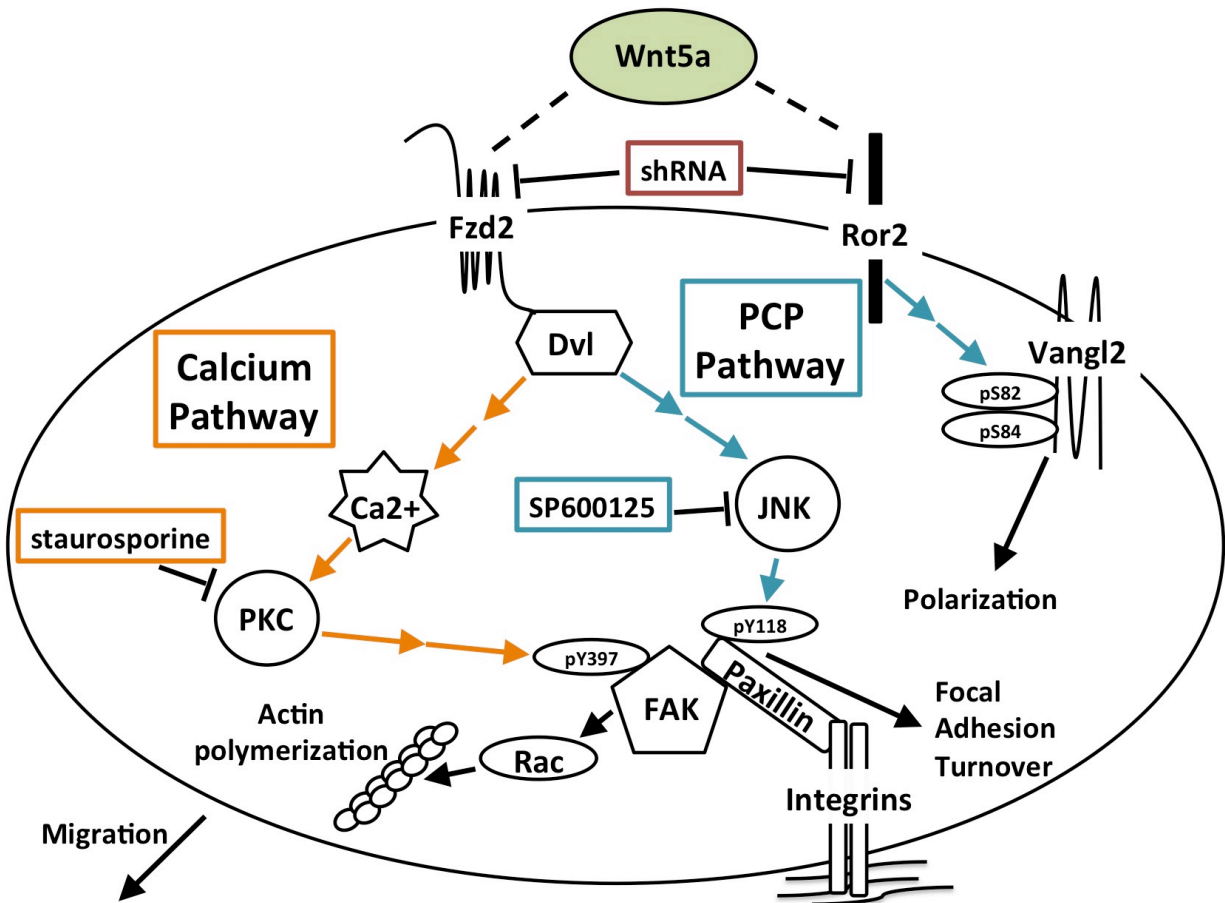 Wnt5a
shRNA
Fzd2
Ror2
Dvl
PCP
Pathway
Vangl2
Calcium
Pathway
pS82
pS84
Ca2+
SP600125
JNK
staurosporine
Polarization
PKC
pY118
pY397
Paxillin
FAK
Actin
polymerization
Rac
Focal
Adhesion
Turnover
Integrins
Migration